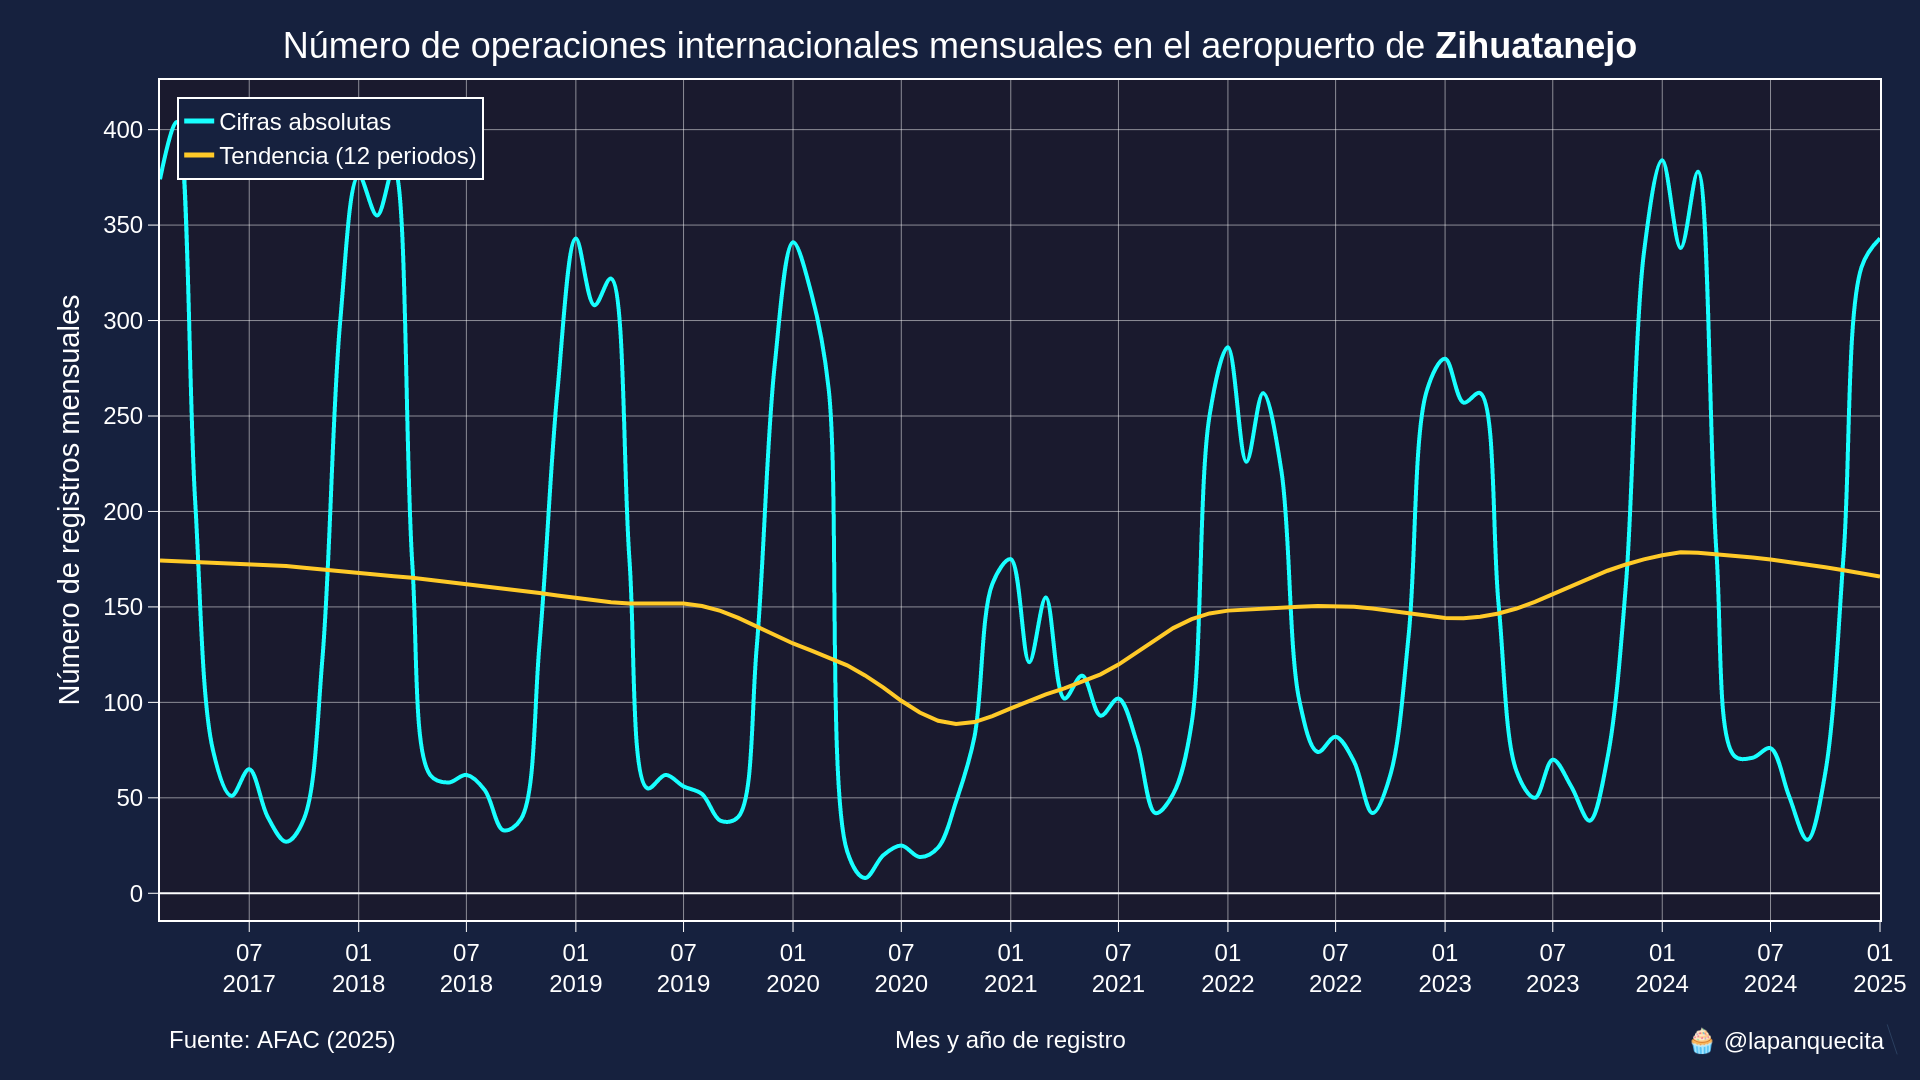 Número de operaciones internacionales mensuales en el aeropuerto de Zihuatanejo
Cifras absolutas
Tendencia (12 periodos)
Número de registros mensuales
400
350
300
250
200
150
100
50
0
07 01 07 01 07 01 07 01 07 01 07 01 07 01 07 01
2017 2018 2018 2019 2019 2020 2020 2021 2021 2022 2022 2023 2023 2024 2024 2025
Fuente: AFAC (2025) Mes y año de registro 🧁 @lapanquecita